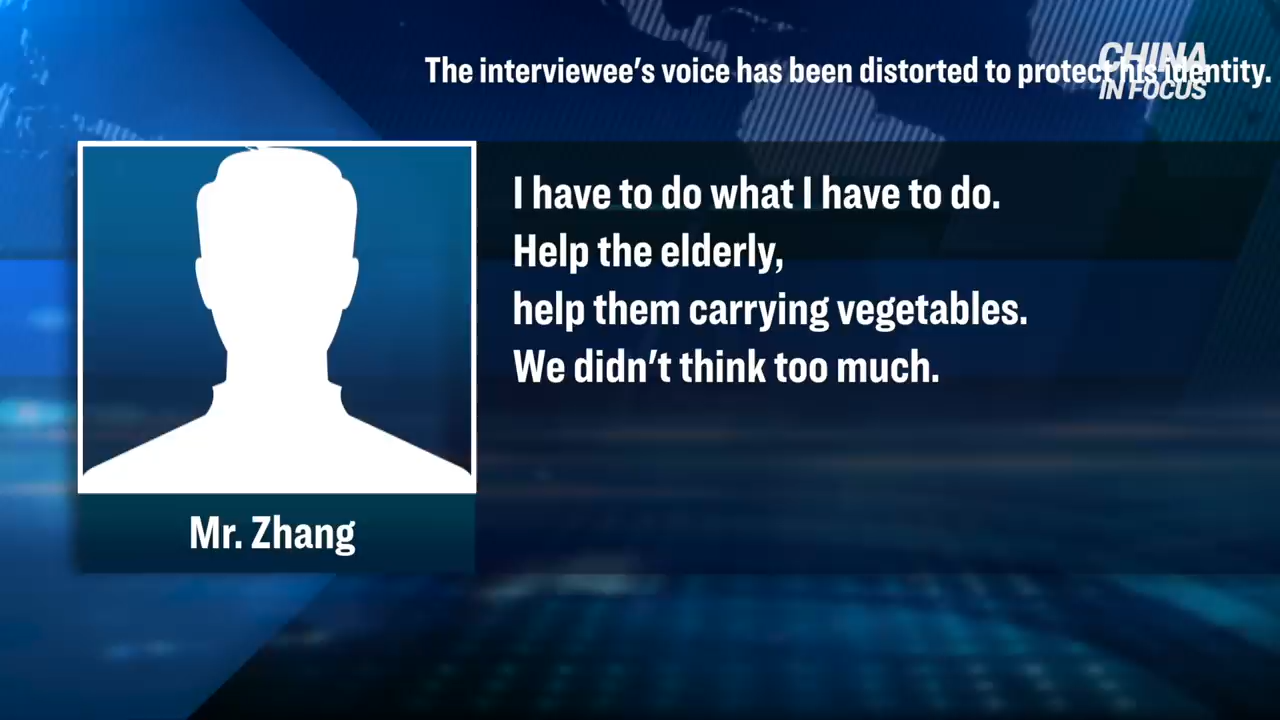 The interviewee's voice has been distorted to protect his identity.
CHINA
IN FOCUS
I have to do what I have to do.
Help the elderly,
help them carrying vegetables.
We didn't think too much.
Mr. Zhang